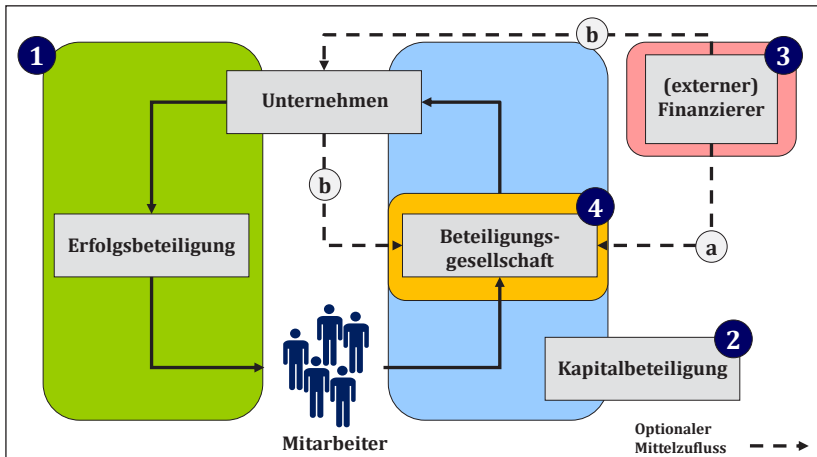 b
1
3
(externer)
Finanzierer
Unternehmen
b
4
Erfolgsbeteiligung
Beteiligungs-
gesellschaft
a
2
Kapitalbeteiligung
Mitarbeiter
Optionaler
Mittelzufluss